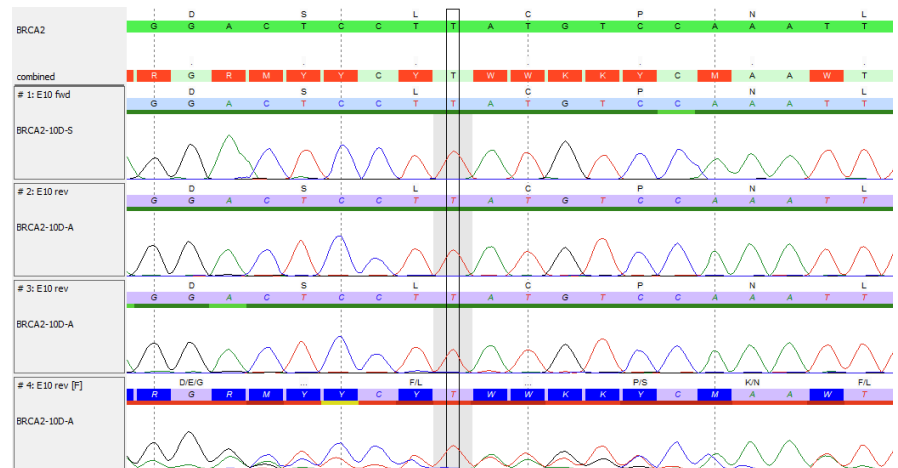 D S L C P N L
BRCA2 G G A C T C C T T A T G T C C A A A T T
combined R G R M Y Y C Y T W W K K Y C M A A W T
# 1: E10 fwd D S L C P N L
G G A C T C C T T A T G T C C A A A T T
BRCA2-10D-S
# 2: E10 rev D S L C P N L
G G A C T C C T T A T G T C C A A A T T
BRCA2-10D-A
# 3: E10 rev D S L C P N L
G G A C T C C T T A T G T C C A A A T T
BRCA2-10D-A
# 4: E10 rev [F] D/E/G ... F/L ... P/S K/N F/L
R G R M Y Y C Y T W W K K Y C M A A W T
BRCA2-10D-A